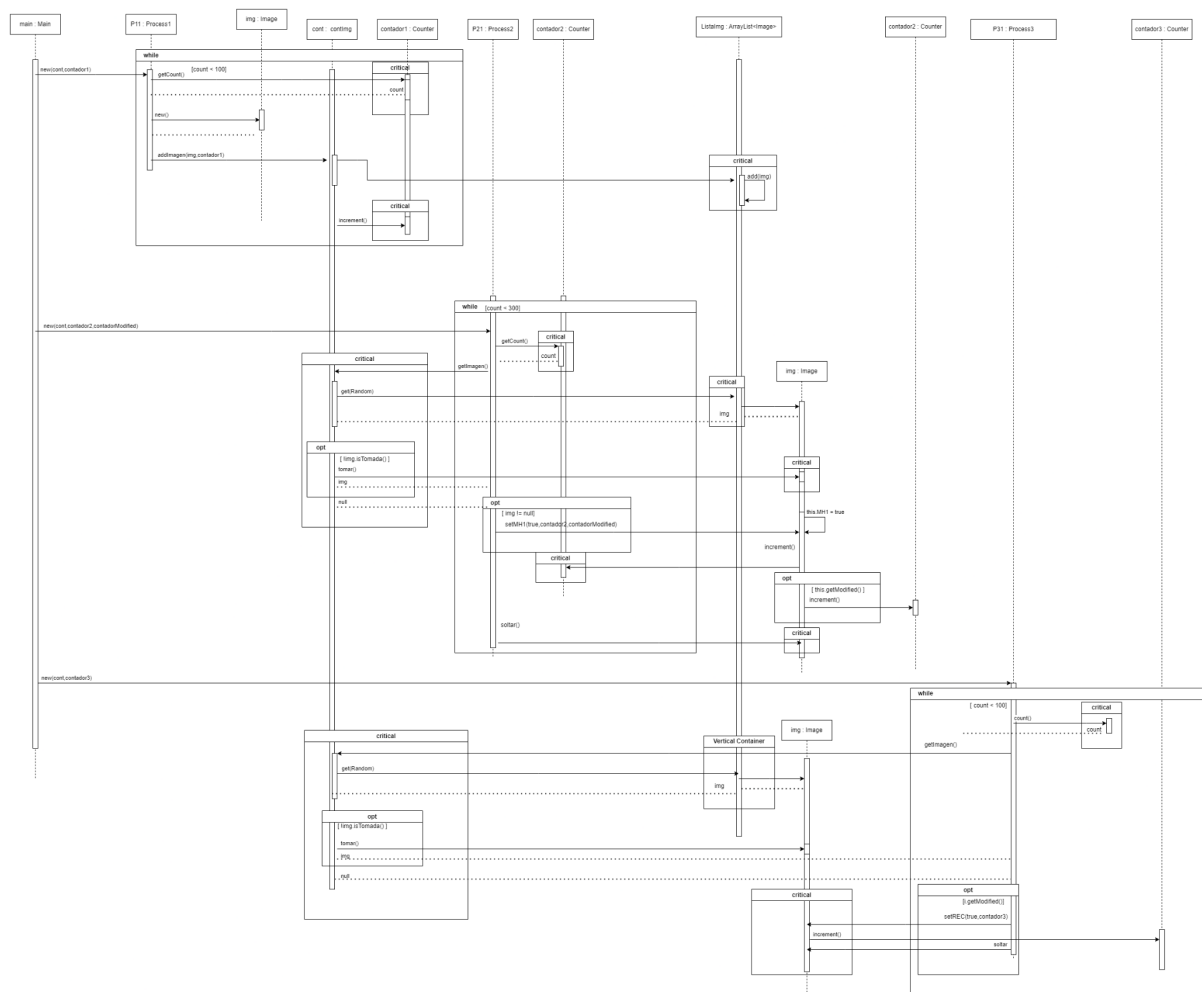 main : Main
P11 : Process1
img : Image
cont : contImg
contador1 : Counter
P21 : Process2
contador2 : Counter
ListaImg : ArrayList<Image>
contador2 : Counter
P31 : Process3
contador3 : Counter
while
[count < 100]
new(cont,contador1)
getCount()
critical
count
new()
addImagen(img,contador1)
critical
add(img)
critical
increment()
while
[count < 300]
new(cont,contador2,contadorModified)
getCount()
critical
count
critical
getImagen()
img : Image
critical
get(Random)
img
opt
[ !img.isTomada() ]
tomar()
critical
img
null
opt
[ img != null]
setMH1(true,contador2,contadorModified)
this.MH1 = true
increment()
critical
opt
[ this.getModified() ]
increment()
soltar()
critical
new(cont,contador3)
while
[ count < 100]
critical
count()
count
img : Image
critical
Vertical Container
getImagen()
get(Random)
img
opt
[ !img.isTomada() ]
tomar()
img
null
critical
opt
[i.getModified()]
setREC(true,contador3)
increment()
soltar